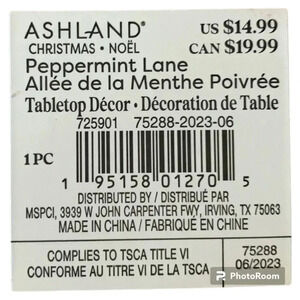 ASHLAND®
US $14.99
CHRISTMAS • NOËL
CAN $19.99
Peppermint Lane
Allée de la Menthe Poivrée
Tabletop Décor • Décoration de Table
725901 75288-2023-06
1 PC
1 95158 01270 5
DISTRIBUTED BY / DISTRIBUÉ PAR
MSPCI, 3939 W JOHN CARPENTER FWY, IRVING, TX 75063
MADE IN CHINA / FABRIQUÉ EN CHINE
COMPLIES TO TSCA TITLE VI
CONFORME AU TITRE VI DE LA TSCA
75288
06/2023
PhotoRoom